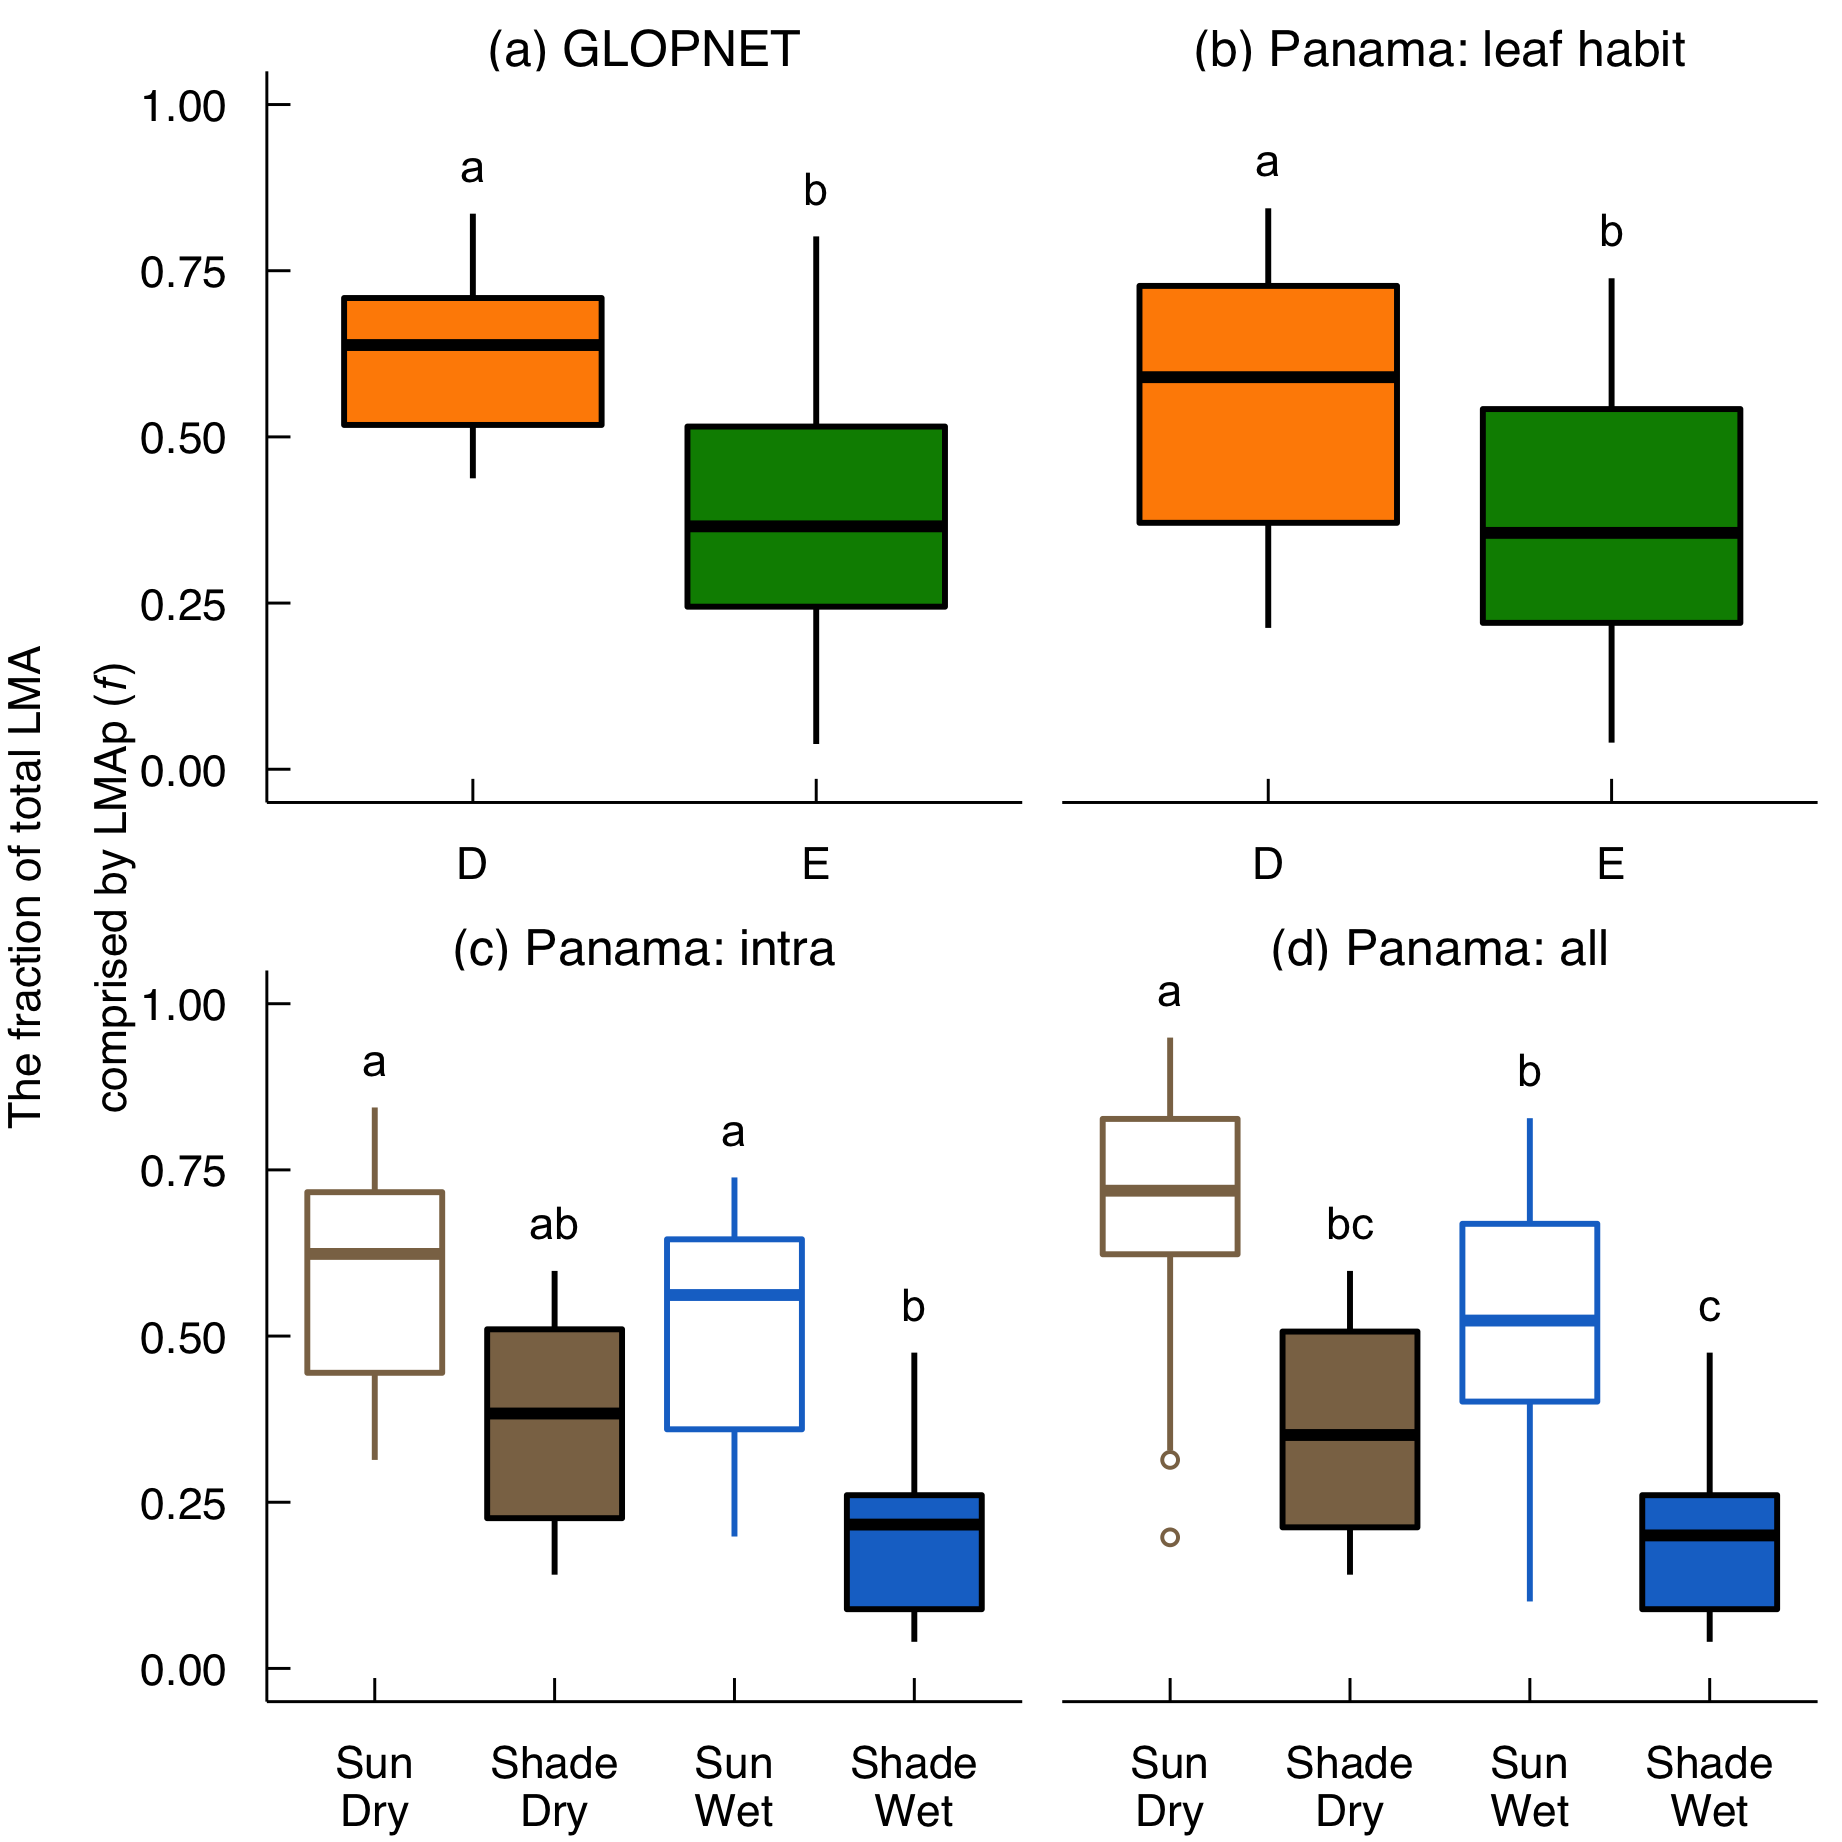 The fraction of total LMA
comprised by LMAp (f)
(a) GLOPNET
1.00
0.75
0.50
0.25
0.00
a
b
D
E
(b) Panama: leaf habit
a
b
D
E
(c) Panama: intra
1.00
0.75
0.50
0.25
0.00
a
ab
a
b
Sun
Dry
Shade
Dry
Sun
Wet
Shade
Wet
(d) Panama: all
a
bc
b
c
Sun
Dry
Shade
Dry
Sun
Wet
Shade
Wet